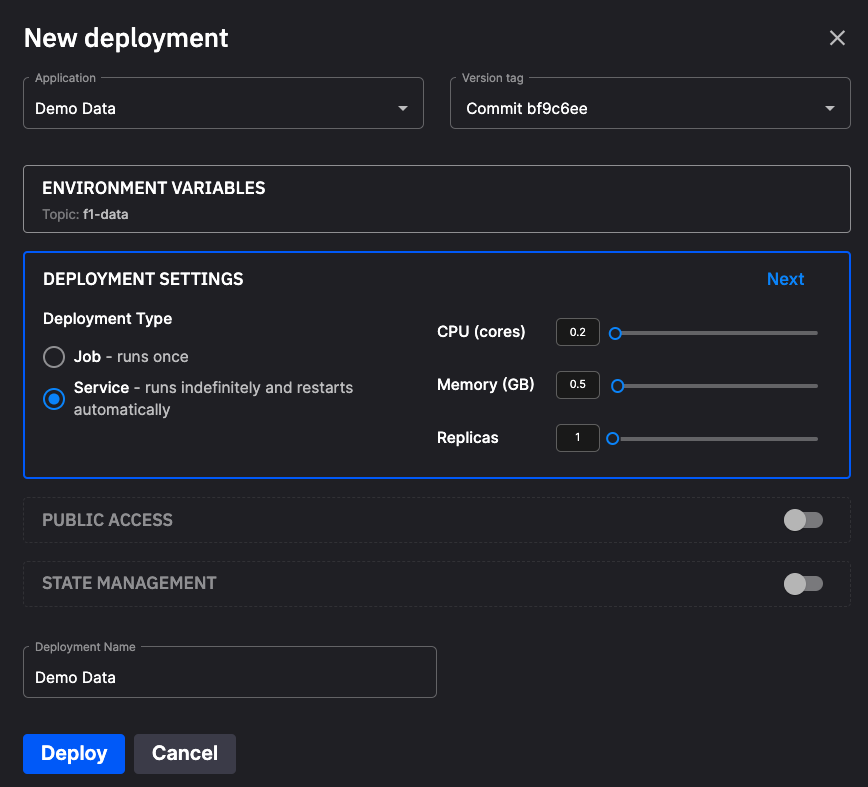 New deployment
Application
Demo Data
Version tag
Commit bf9c6ee
ENVIRONMENT VARIABLES
Topic: f1-data
DEPLOYMENT SETTINGS
Next
Deployment Type
Job - runs once
Service - runs indefinitely and restarts
automatically
CPU (cores)
0.2
Memory (GB)
0.5
Replicas
1
PUBLIC ACCESS
STATE MANAGEMENT
Deployment Name
Demo Data
Deploy
Cancel